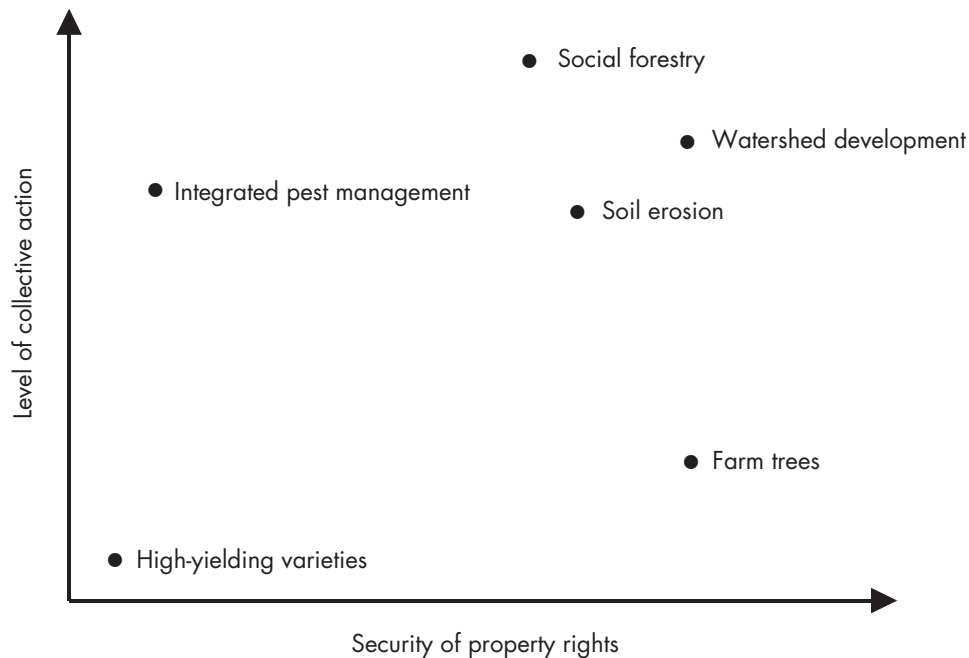 Social forestry
Watershed development
Integrated pest management
Soil erosion
Level of collective action
Farm trees
High-yielding varieties
Security of property rights